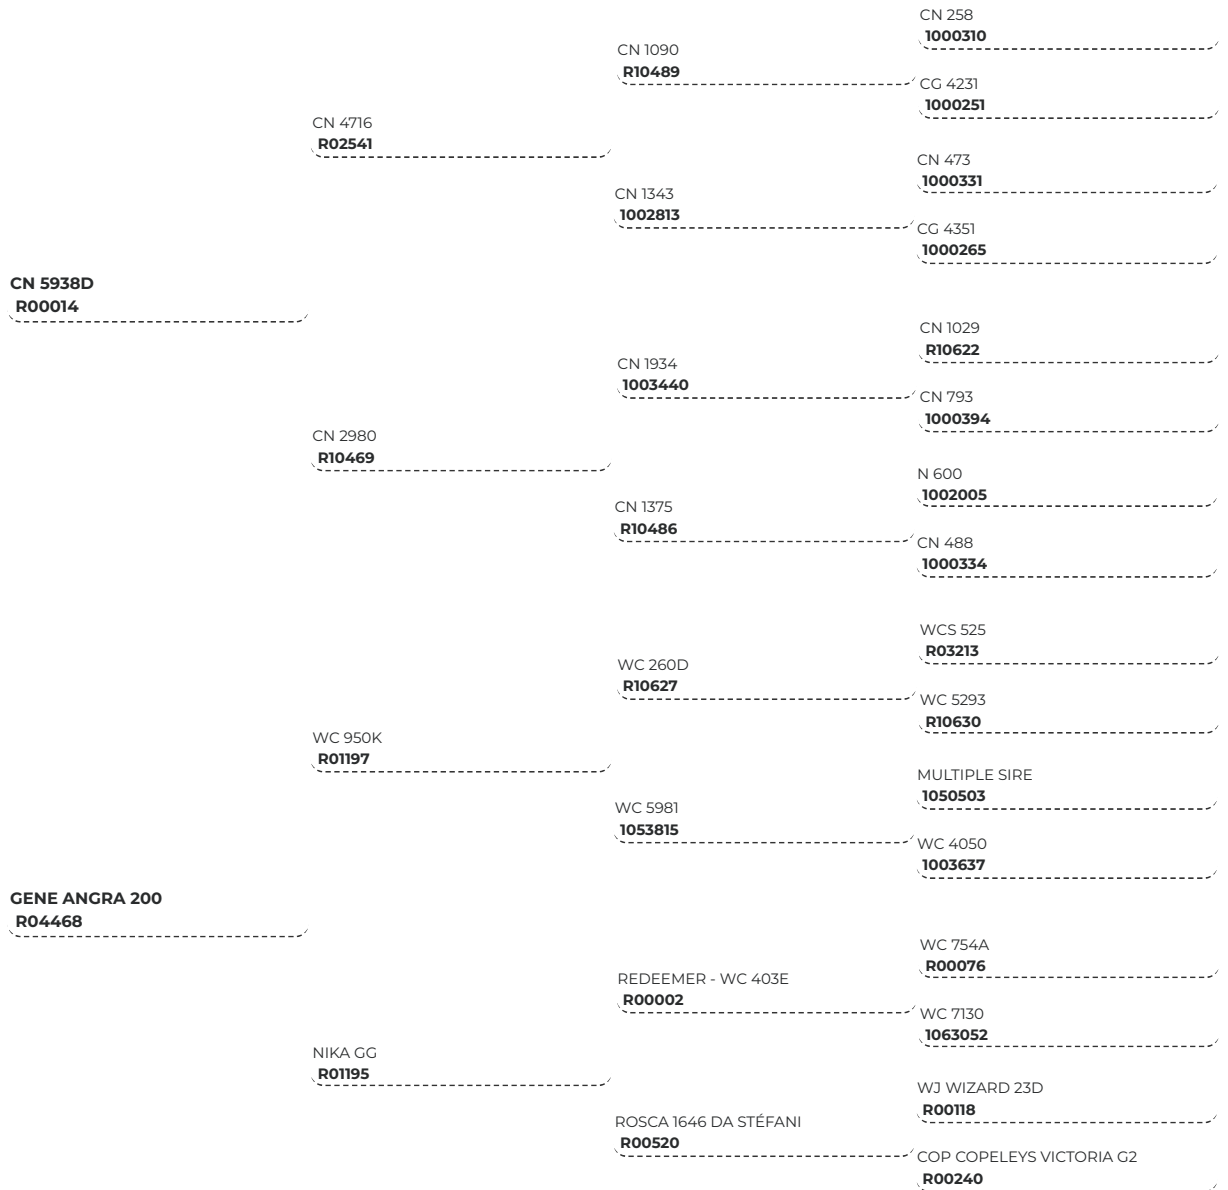 CN 258
1000310
CN 1090
R10489
CG 4231
1000251
CN 4716
R02541
CN 473
1000331
CN 1343
1002813
CG 4351
1000265
CN 5938D
R00014
CN 1029
R10622
CN 1934
1003440
CN 793
1000394
CN 2980
R10469
N 600
1002005
CN 1375
R10486
CN 488
1000334
WCS 525
R03213
WC 260D
R10627
WC 5293
R10630
WC 950K
R01197
MULTIPLE SIRE
1050503
WC 5981
1053815
WC 4050
1003637
GENE ANGRA 200
R04468
WC 754A
R00076
REDEEMER - WC 403E
R00002
WC 7130
1063052
NIKA GG
R01195
WJ WIZARD 23D
R00118
ROSCA 1646 DA STÉFANI
R00520
COP COPELEYS VICTORIA G2
R00240